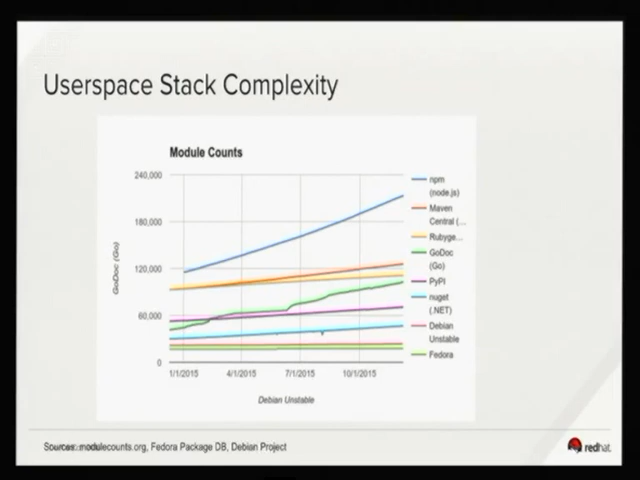 Userspace Stack Complexity
Module Counts
240,000
180,000
120,000
60,000
0
GoDoc (Go)
1/1/2015
4/1/2015
7/1/2015
10/1/2015
Debian Unstable
npm
(node.js)
Maven
Central (...
Rubyge...
GoDoc
(Go)
PyPI
nuget
(.NET)
Debian
Unstable
Fedora
Sources: modulecounts.org, Fedora Package DB, Debian Project
redhat.